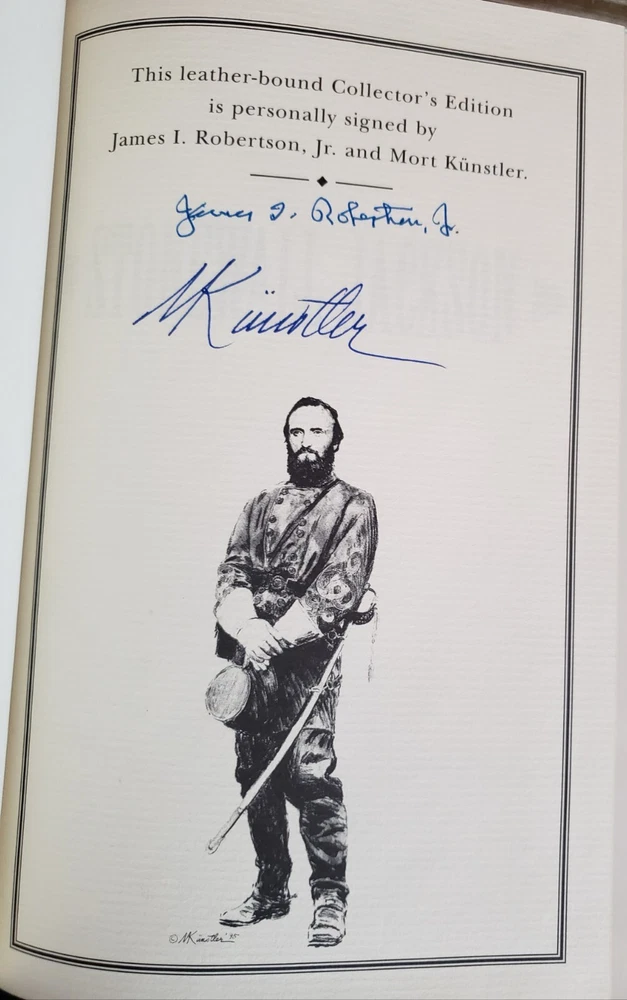 This leather-bound Collector's Edition
is personally signed by
James I. Robertson, Jr. and Mort Künstler.
James I. Robertson, Jr.
MKünstler
© MKünstler '95